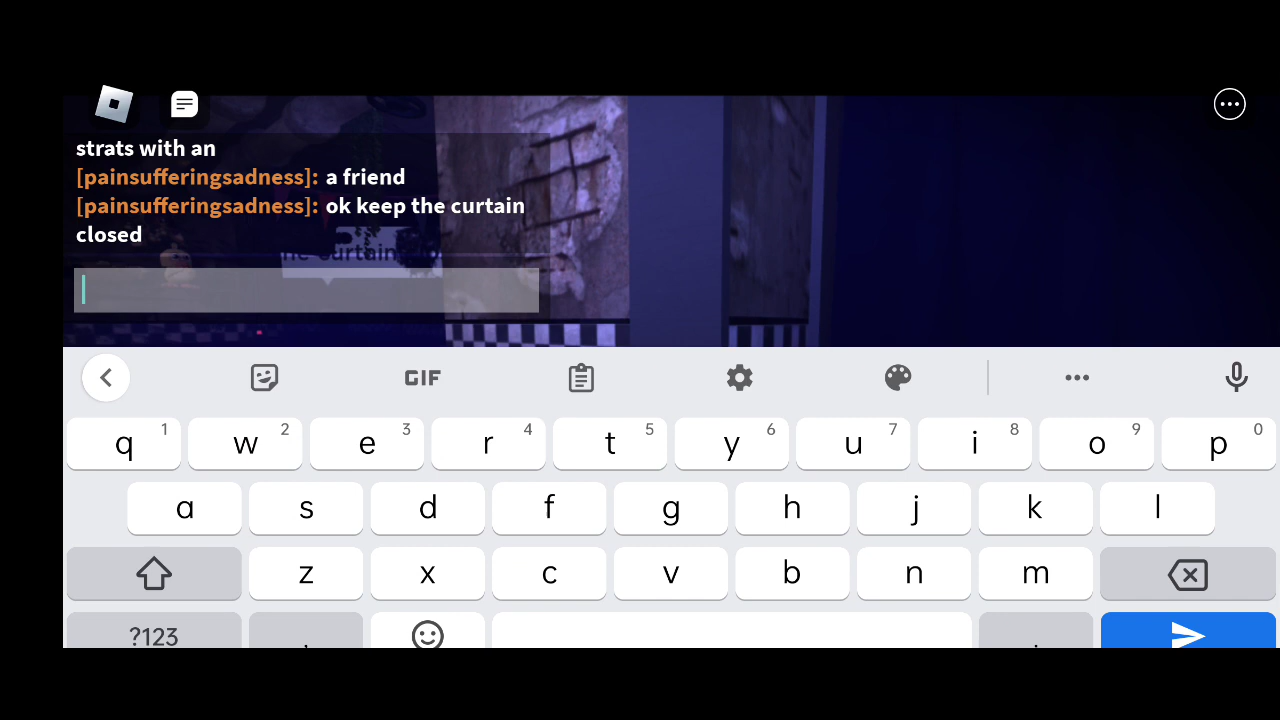 strats with an
[painsufferingsadness]: a friend
[painsufferingsadness]: ok keep the curtain
closed
GIF
q 1 w 2 e 3 r 4 t 5 y 6 u 7 i 8 o 9 p 0
a s d f g h j k l
z x c v b n m
?123 , .